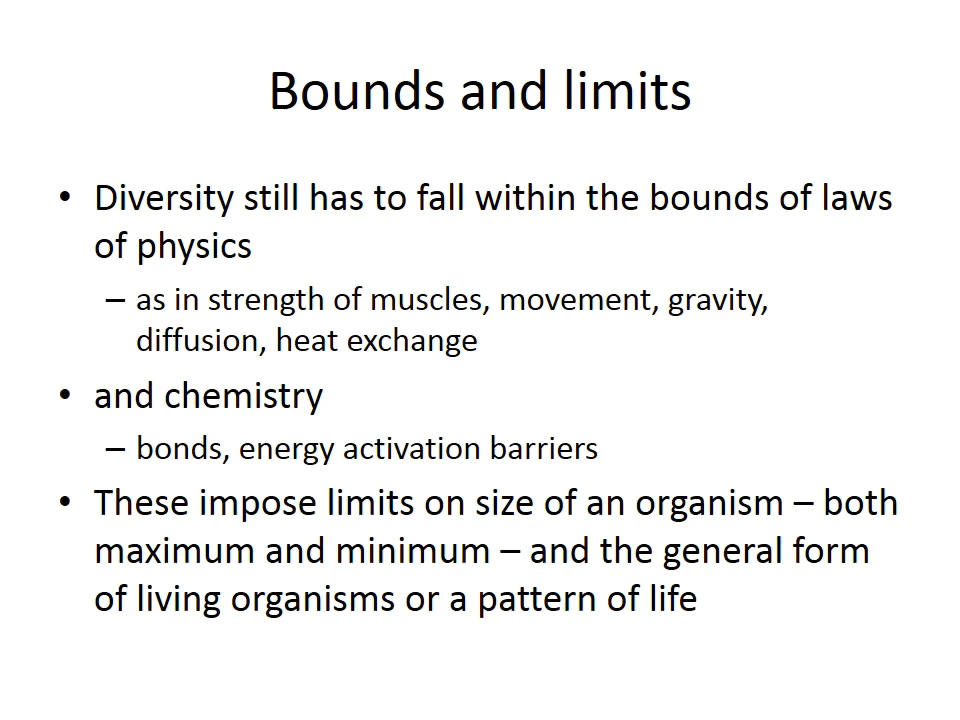 Bounds and limits
• Diversity still has to fall within the bounds of laws
of physics
– as in strength of muscles, movement, gravity,
diffusion, heat exchange
• and chemistry
– bonds, energy activation barriers
• These impose limits on size of an organism – both
maximum and minimum – and the general form
of living organisms or a pattern of life